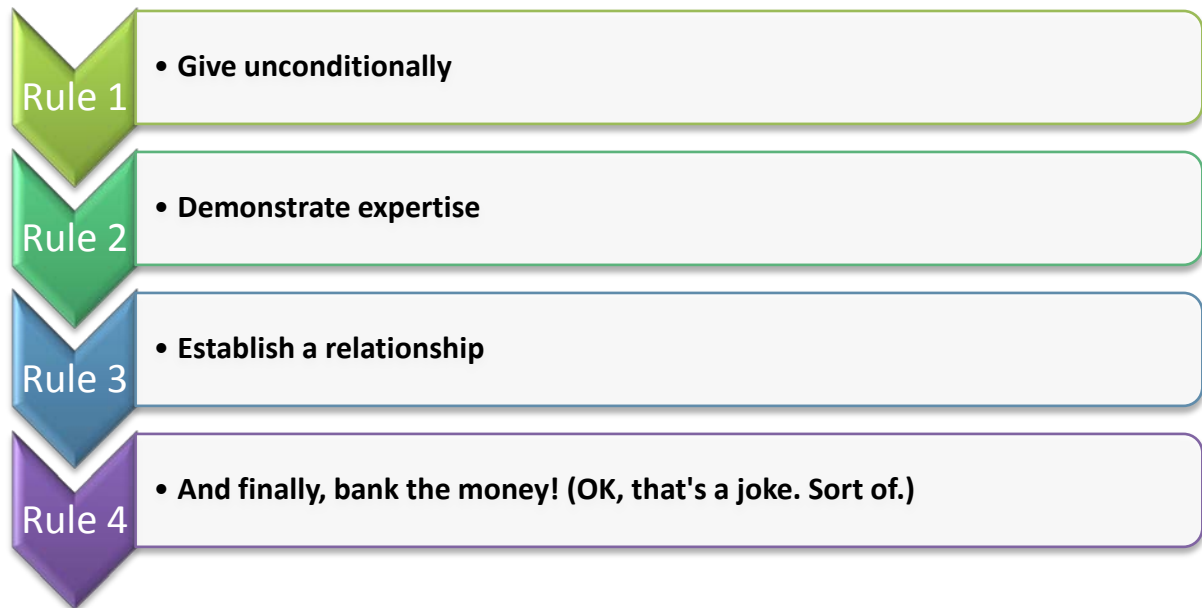 Rule 1
• Give unconditionally
Rule 2
• Demonstrate expertise
Rule 3
• Establish a relationship
Rule 4
• And finally, bank the money! (OK, that's a joke. Sort of.)